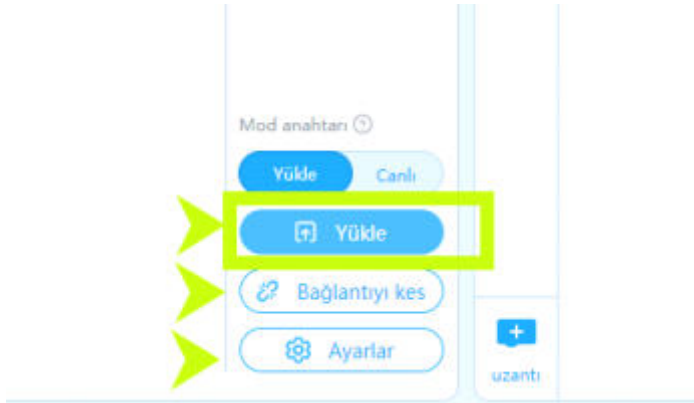 Mod anahtarı
Yükle Canlı
Yükle
Bağlantıyı kes
Ayarlar
uzantı